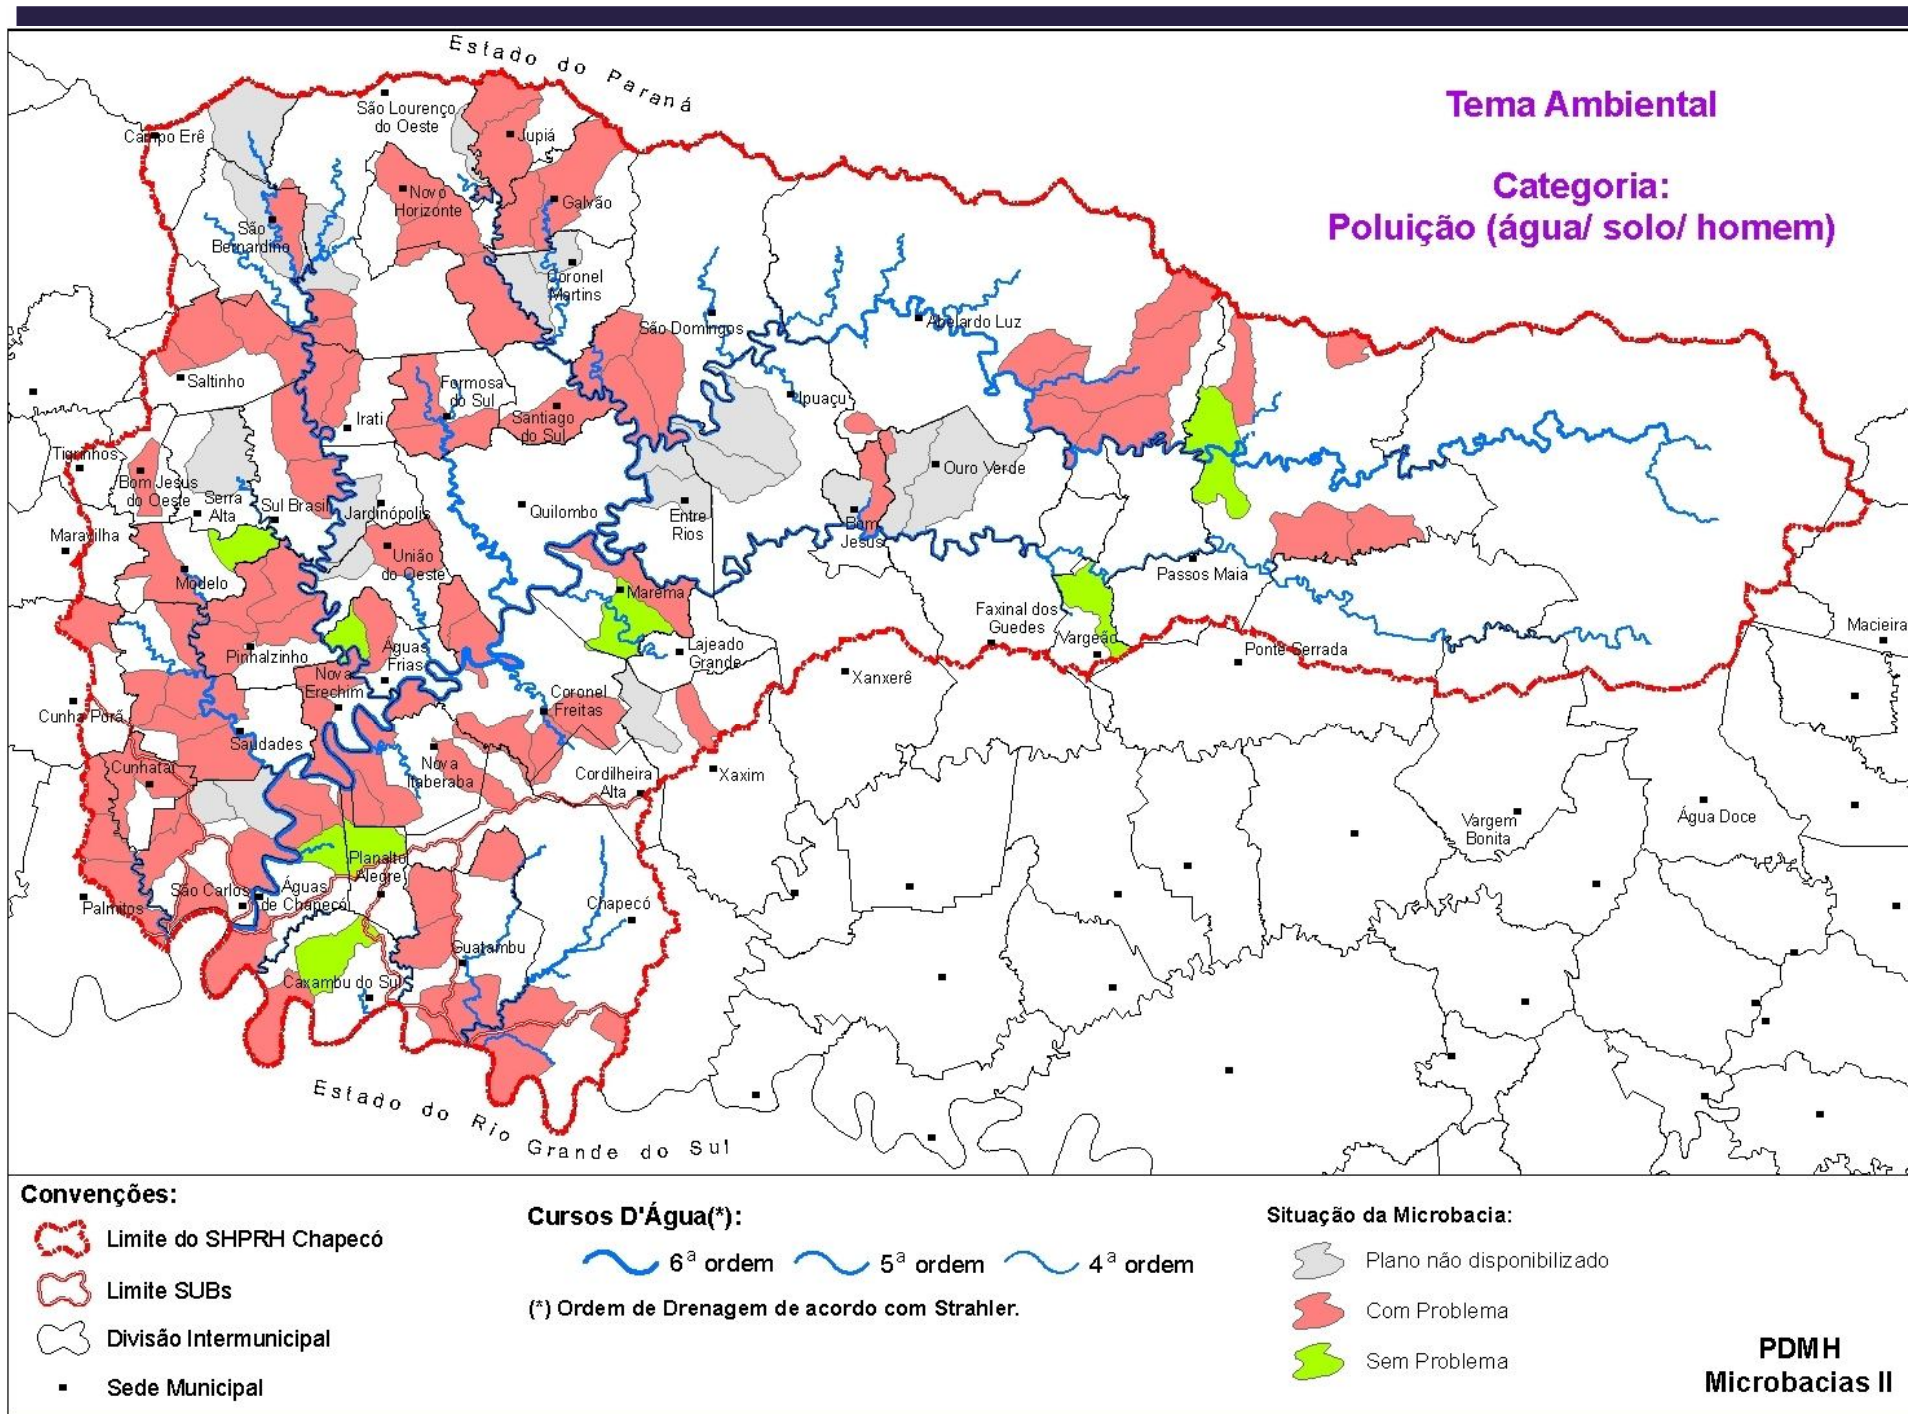 Estado do Paraná
Tema Ambiental
Categoria:
Poluição (água/ solo/ homem)
São Lourenço
do Oeste
Campo Erê
Jupiá
Novo
Horizonte
Galvão
São
Bernardino
Coronel
Martins
São Domingos
Abelardo Luz
Saltinho
Formosa
do Sul
Ipuaçu
Irati
Santiago
do Sul
Tigrinhos
Bom Jesus
do Oeste
Ouro Verde
Serra
Alta
Sul Brasil
Jardinópolis
Quilombo
Entre
Rios
Bom
Jesus
Maravilha
União
do Oeste
Modelo
Passos Maia
Marema
Faxinal dos
Guedes
Vargeão
Macieira
Pinhalzinho
Águas
Frias
Lajeado
Grande
Ponte Serrada
Nova
Erechim
Xanxerê
Coronel
Freitas
Cunha Porã
Saudades
Cunhataí
Nova
Itaberaba
Cordilheira
Alta
Xaxim
Vargem
Bonita
Água Doce
Planalto
Alegre
São Carlos
Águas
de Chapecó
Palmitos
Chapecó
Guatambu
Caxambu do Sul
Estado do Rio Grande do Sul
Convenções:
Limite do SHPRH Chapecó
Limite SUBs
Divisão Intermunicipal
Sede Municipal
Cursos D'Água(*):
6ª ordem 5ª ordem 4ª ordem
(*) Ordem de Drenagem de acordo com Strahler.
Situação da Microbacia:
Plano não disponibilizado
Com Problema
Sem Problema
PDMH
Microbacias II